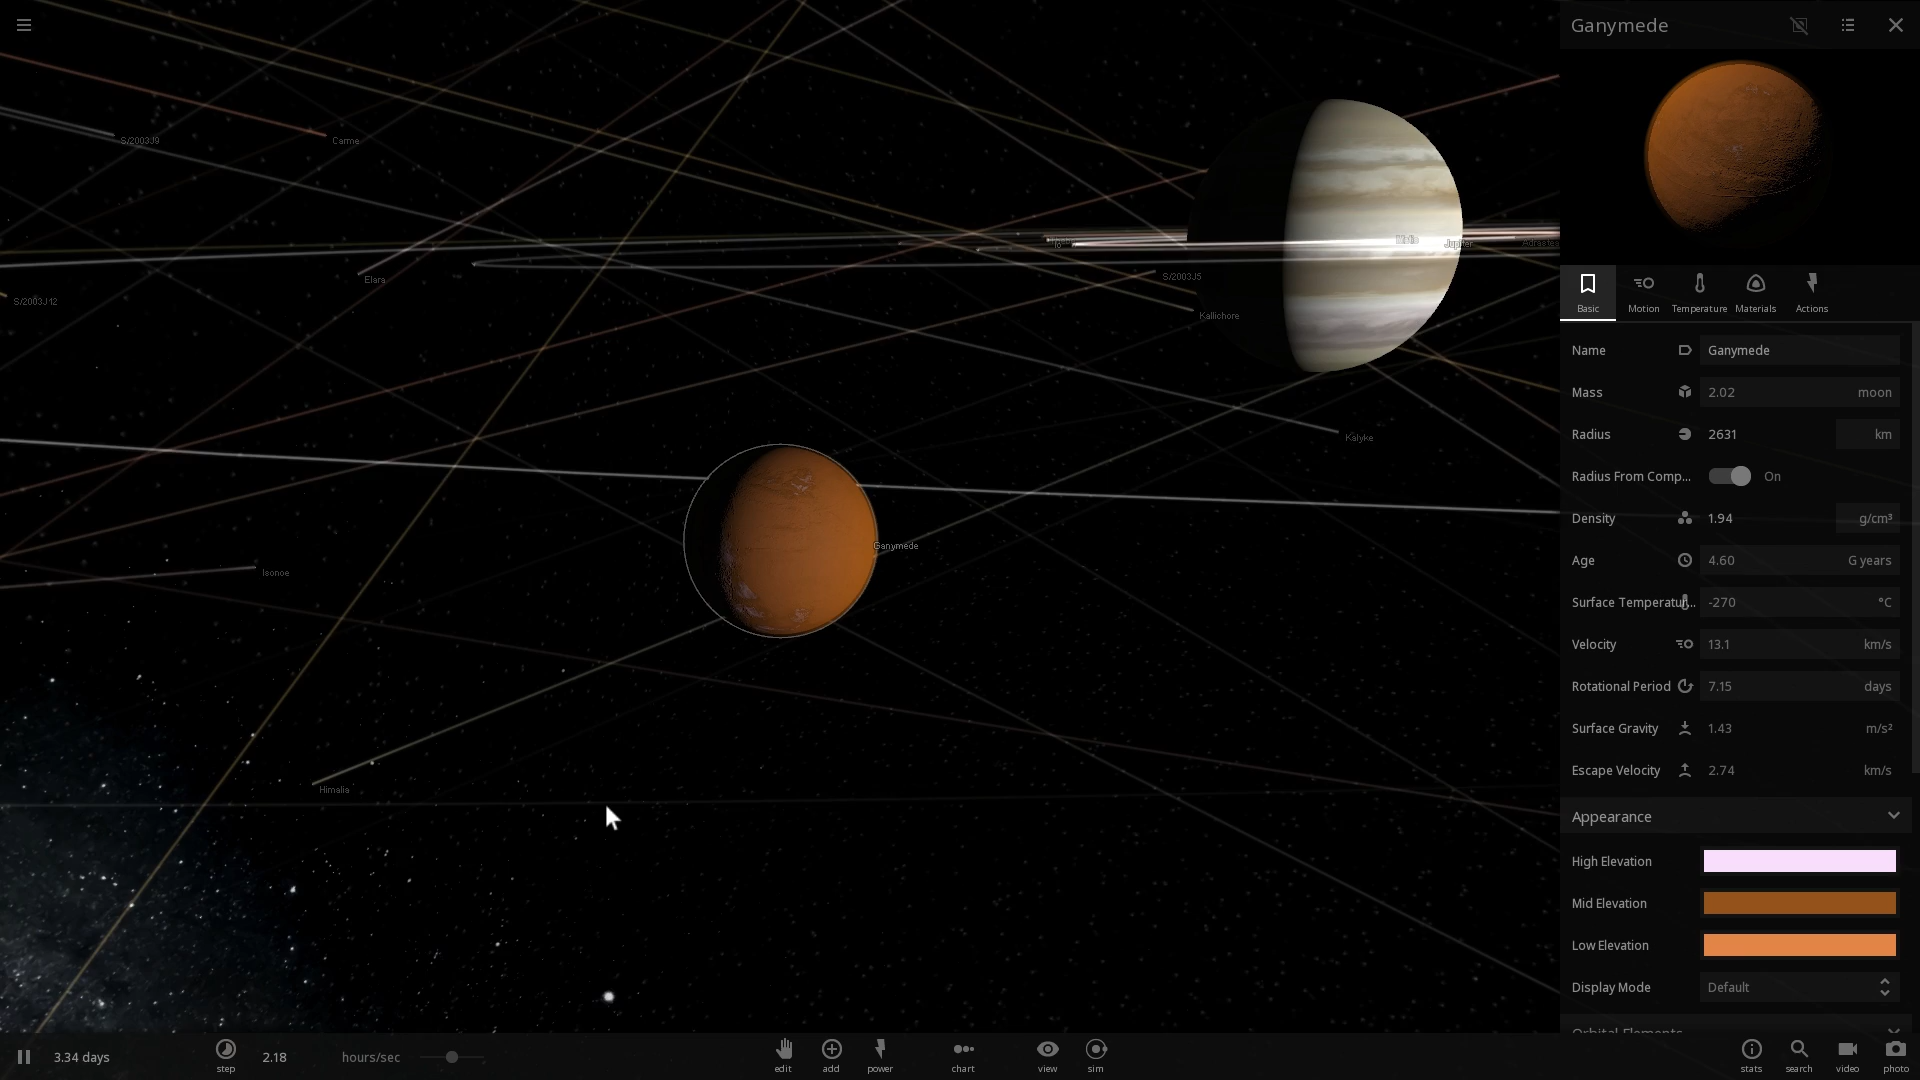 Ganymede
S/2003J9
Carme
Elara
S/2003J12
Jupiter
S/2003J5
Kallichore
Kalyke
Ganymede
Isonoe
Himalia
Basic
Motion
Temperature
Materials
Actions
Name Ganymede
Mass 2.02 moon
Radius 2631 km
Radius From Comp... On
Density 1.94 g/cm³
Age 4.60 G years
Surface Temperatur... -270 °C
Velocity 13.1 km/s
Rotational Period 7.15 days
Surface Gravity 1.43 m/s²
Escape Velocity 2.74 km/s
Appearance
High Elevation
Mid Elevation
Low Elevation
Display Mode Default
Orbital Elements
3.34 days
step
2.18 hours/sec
edit
add
power
chart
view
sim
stats
search
video
photo